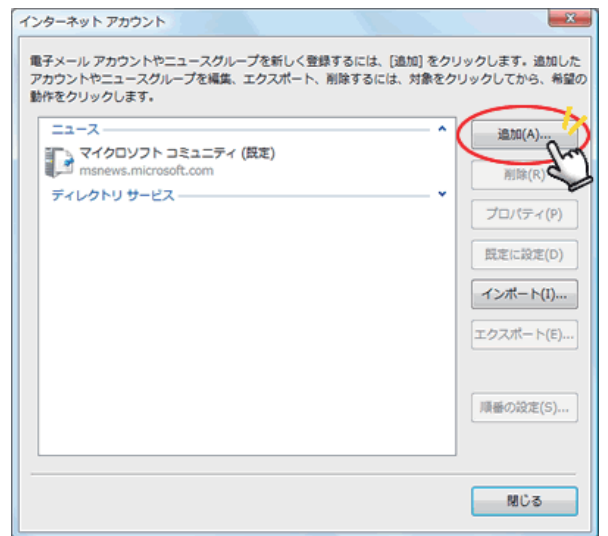 インターネット アカウント
電子メール アカウントやニュースグループを新しく登録するには、[追加] をクリックします。追加した
アカウントやニュースグループを編集、エクスポート、削除するには、対象をクリックしてから、希望の
動作をクリックします。
ニュース
マイクロソフト コミュニティ (既定)
msnews.microsoft.com
ディレクトリ サービス
追加(A)...
削除(R)
プロパティ(P)
既定に設定(D)
インポート(I)...
エクスポート(E)...
順番の設定(S)...
閉じる